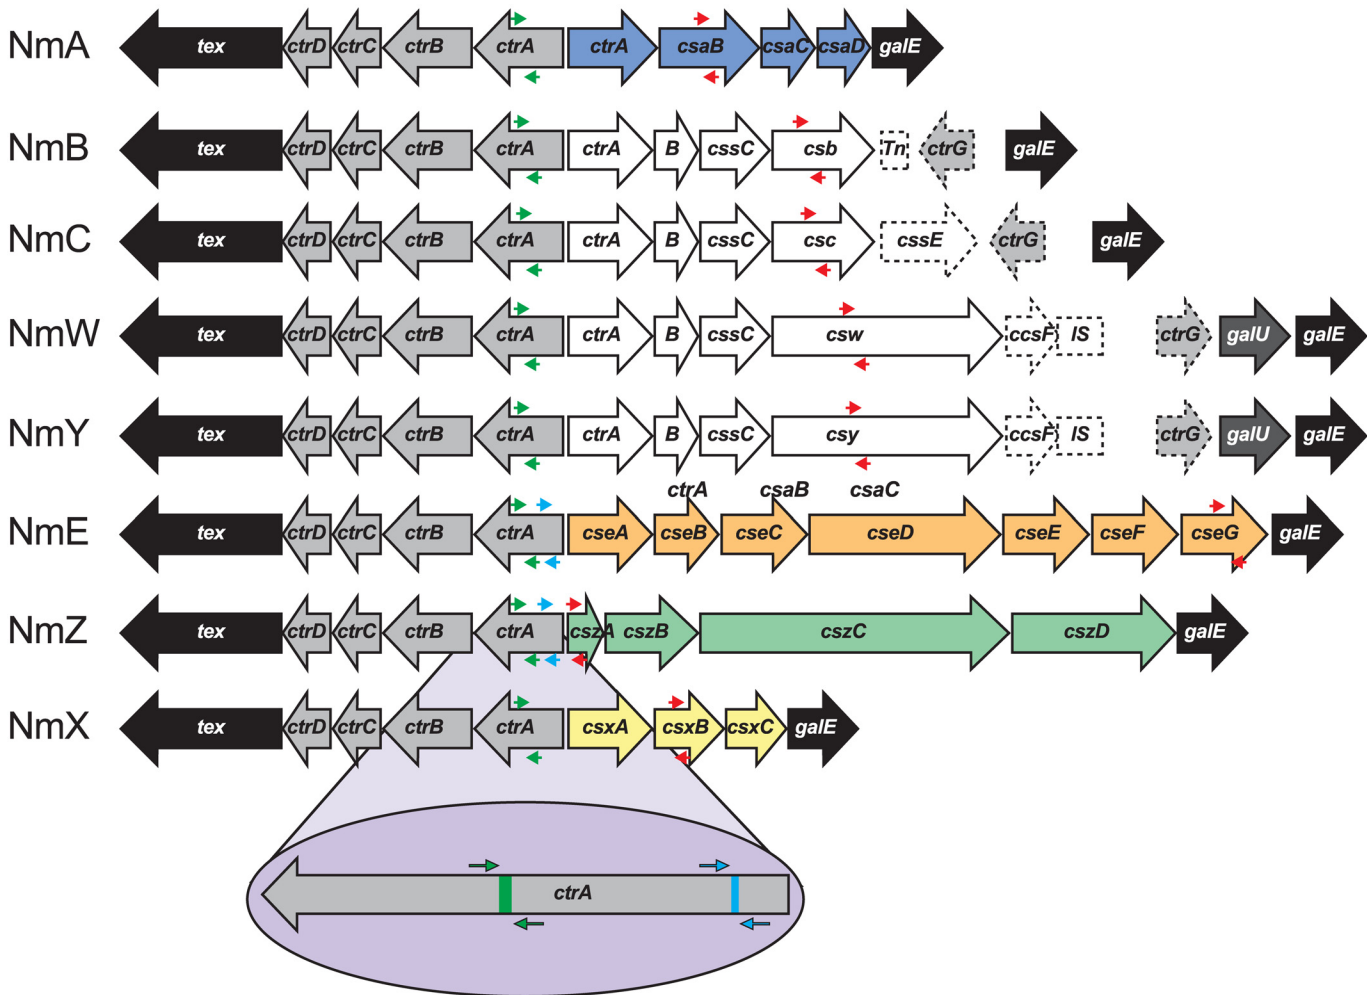 NmA tex ctrD ctrC ctrB ctrA ctrA csaB csaC csaD galE
NmB tex ctrD ctrC ctrB ctrA ctrA B cssC csb Tn ctrG galE
NmC tex ctrD ctrC ctrB ctrA ctrA B cssC csc cssE ctrG galE
NmW tex ctrD ctrC ctrB ctrA ctrA B cssC csw ccsF IS ctrG galU galE
NmY tex ctrD ctrC ctrB ctrA ctrA B cssC csy ccsF IS ctrG galU galE
ctrA csaB csaC
NmE tex ctrD ctrC ctrB ctrA cseA cseB cseC cseD cseE cseF cseG galE
NmZ tex ctrD ctrC ctrB ctrA cszA cszB cszC cszD galE
NmX tex ctrD ctrC ctrB ctrA csxA csxB csxC galE
ctrA